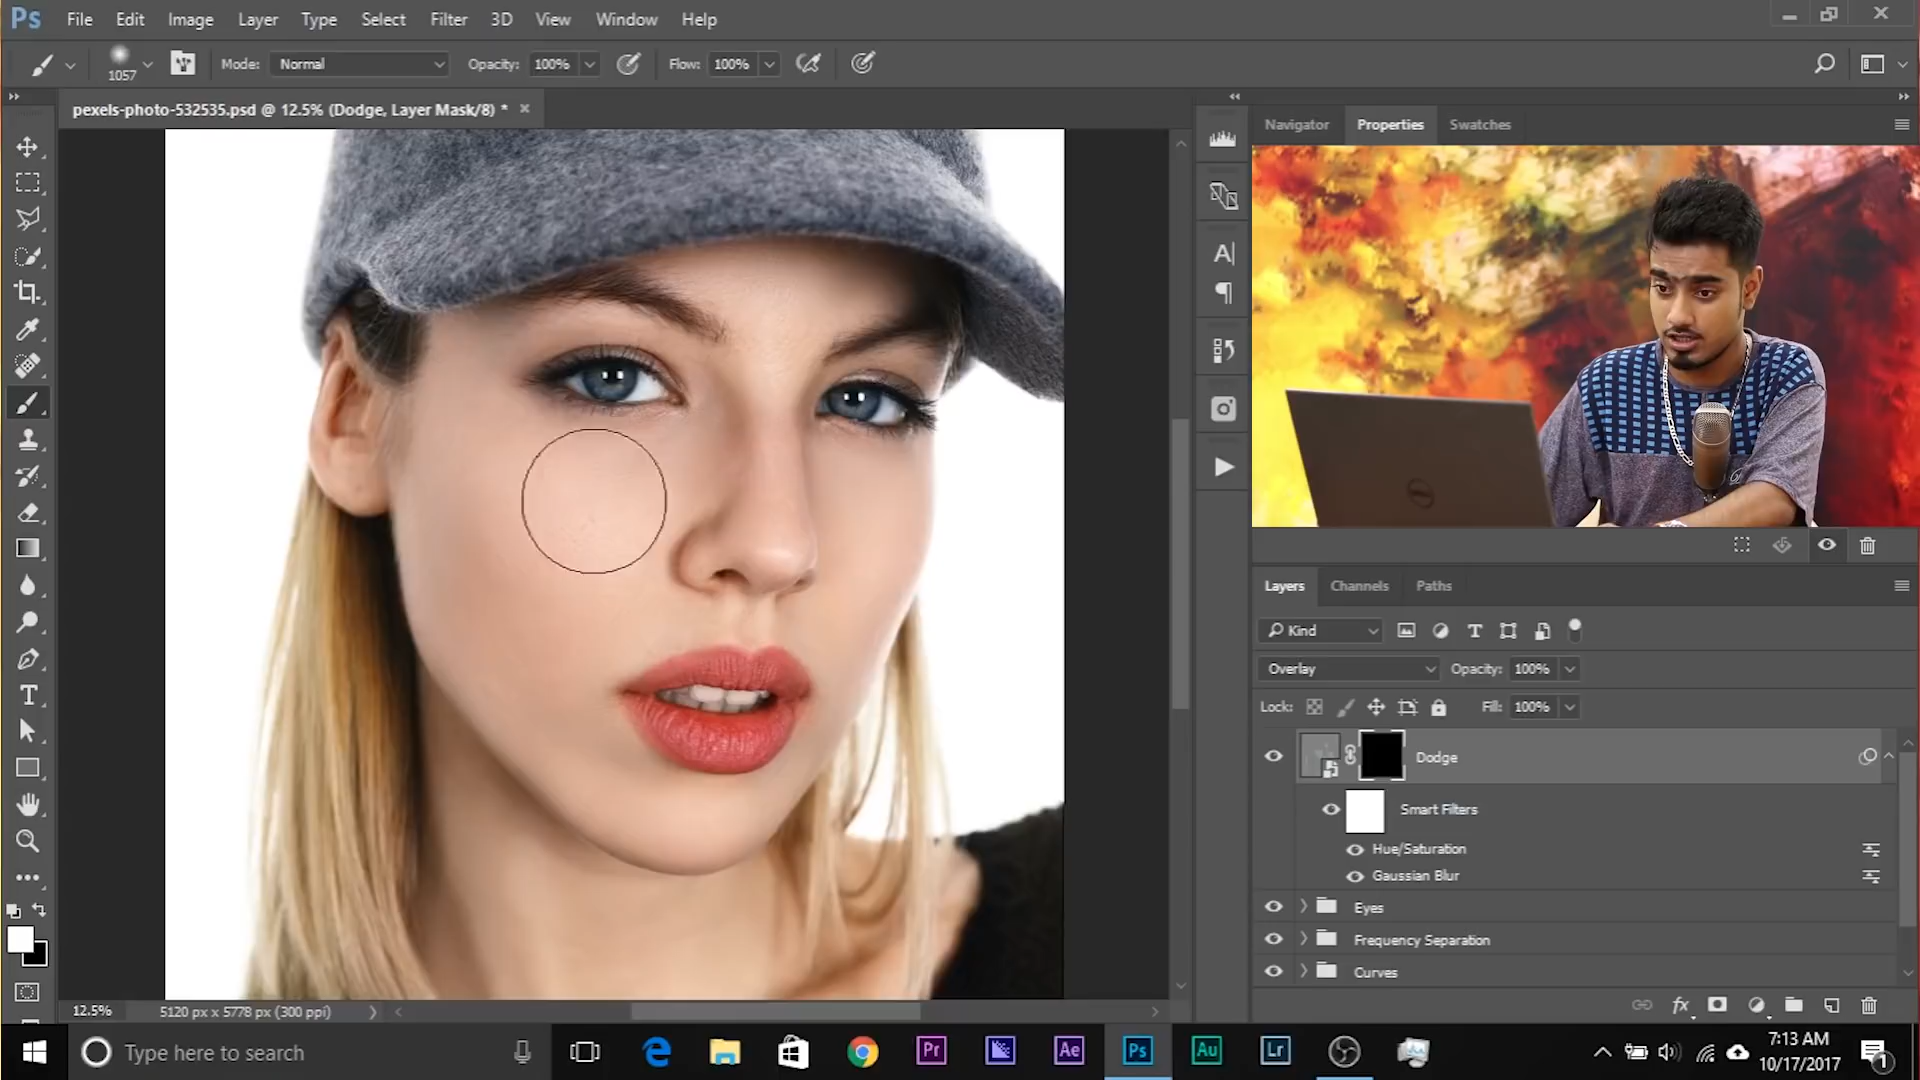 Ps File Edit Image Layer Type Select Filter 3D View Window Help
1057 Mode: Normal Opacity: 100% Flow: 100%
pexels-photo-532535.psd @ 12.5% (Dodge, Layer Mask/8) * ×
Navigator Properties Swatches
Layers Channels Paths
Kind
Overlay Opacity: 100%
Lock: Fill: 100%
Dodge
Smart Filters
Hue/Saturation
Gaussian Blur
Eyes
Frequency Separation
Curves
12.5% 5120 px x 5778 px (300 ppi)
fx
Type here to search
Pr Ae Ps Au Lr
7:13 AM
10/17/2017
1